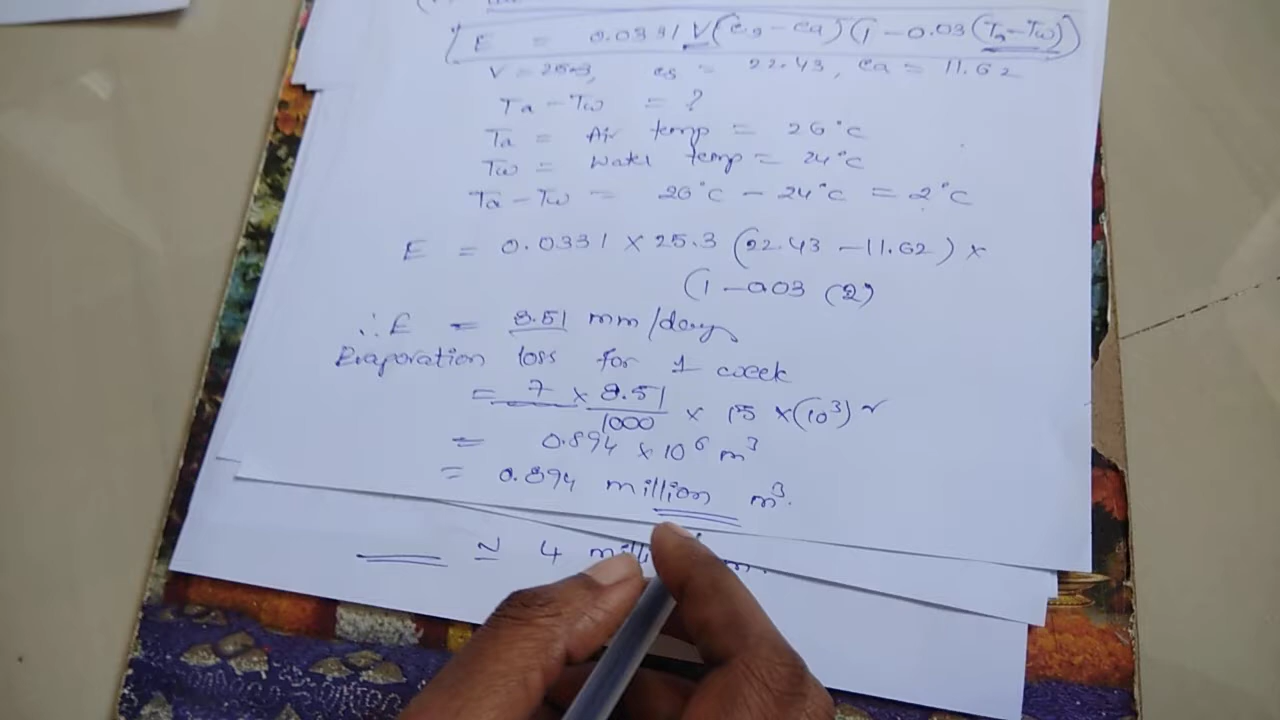 E = 0.0331 V(es - ea) (1 - 0.03 (Ta - Tw))
V = 25.3, es = 22.43, ea = 11.62
Ta - Tw = ?
Ta = Air temp = 26°C
Tw = Water temp = 24°C
Ta - Tw = 26°C - 24°C = 2°C
E = 0.0331 × 25.3 (22.43 - 11.62) ×
(1 - 0.03 (2))
∴ E = 8.51 mm/day
Evaporation loss for 1 week
= 7 × 8.51/1000 × 15 × (10³)²
= 0.894 × 10⁶ m³
= 0.894 million m³.
≃ 4